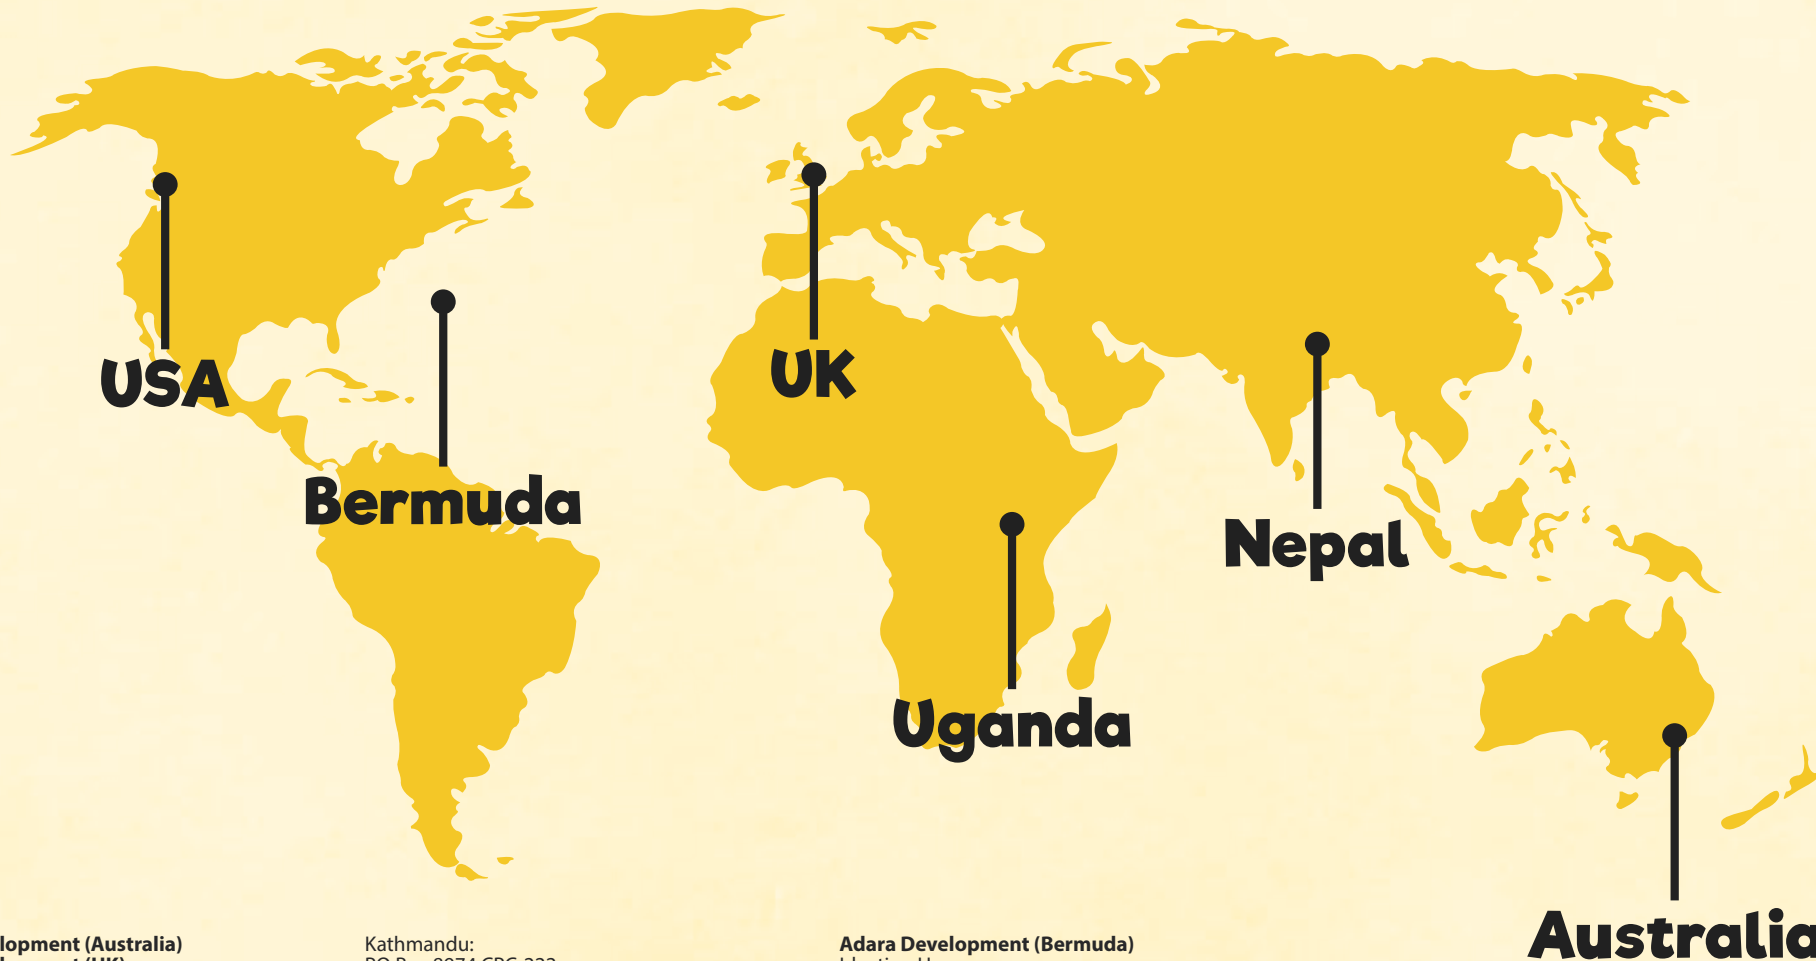 USA
UK
Bermuda
Nepal
Uganda
Australia
lopment (Australia)
Kathmandu:
Adara Development (Bermuda)